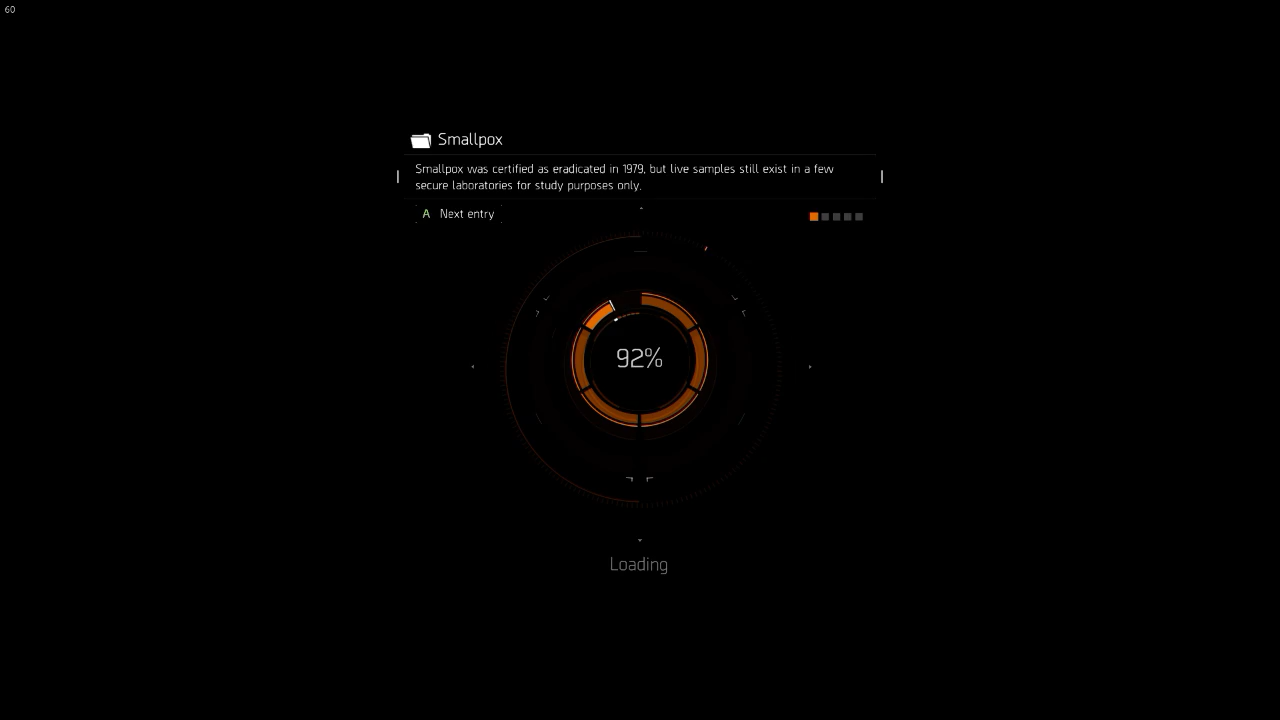 60
Smallpox
Smallpox was certified as eradicated in 1979, but live samples still exist in a few
secure laboratories for study purposes only.
A Next entry
92%
Loading